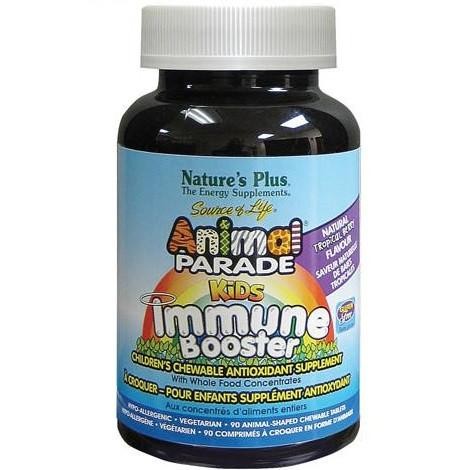 Nature's Plus®
The Energy Supplements®
Source of Life®
Animal
PARADE
KiDS
immune
Booster
NATURAL
TROPICAL BERRY
FLAVOUR
SAVEUR NATURELLE
DE BAIES
TROPICALES
CHILDREN'S CHEWABLE ANTIOXIDANT SUPPLEMENT
With Whole Food Concentrates
À CROQUER – POUR ENFANTS SUPPLÉMENT ANTIOXYDANT
Aux concentrés d'aliments entiers
HYPO-ALLERGENIC • VEGETARIAN • 90 ANIMAL-SHAPED CHEWABLE TABLETS
HYPO-ALLERGÈNE • VÉGÉTARIEN • 90 COMPRIMÉS À CROQUER EN FORME D'ANIMAUX